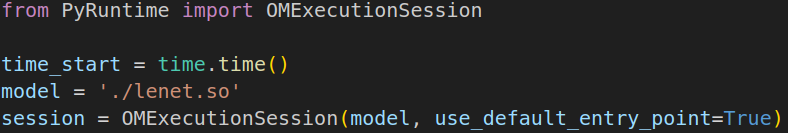 from PyRuntime import OMExecutionSession
time_start = time.time()
model = './lenet.so'
session = OMExecutionSession(model, use_default_entry_point=True)